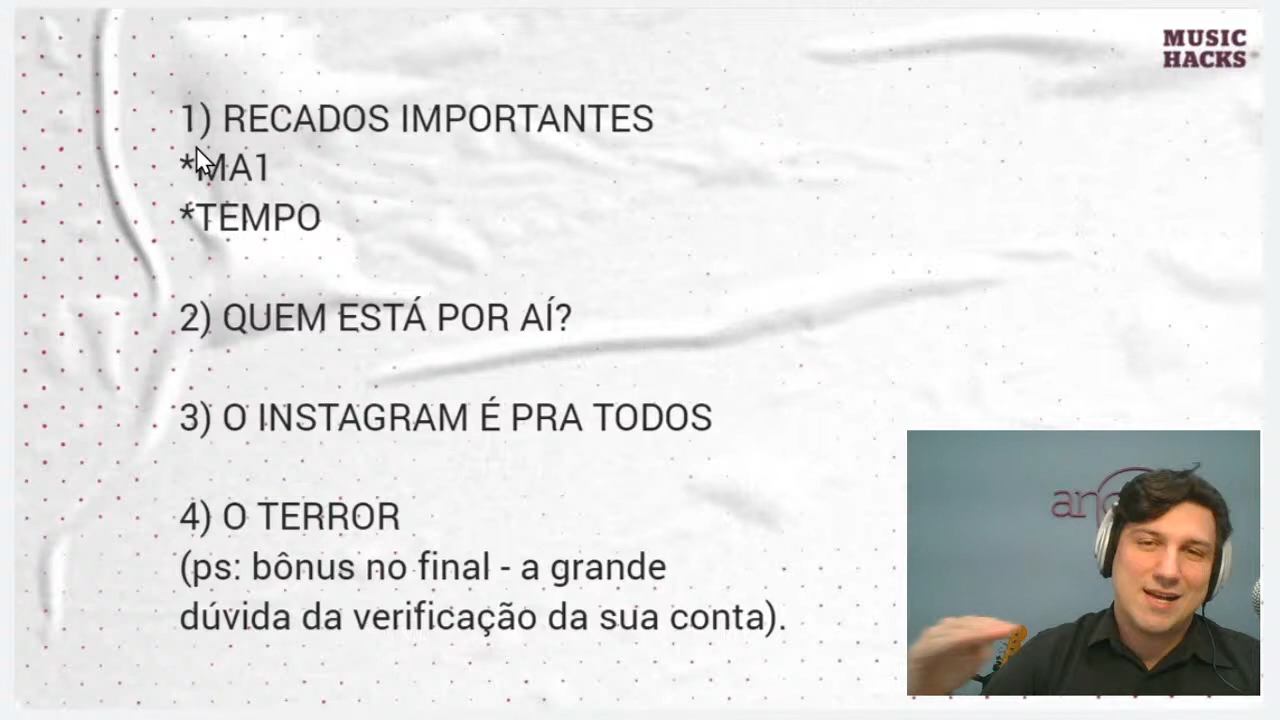 MUSIC
HACKS
1) RECADOS IMPORTANTES
*MA1
*TEMPO
2) QUEM ESTÁ POR AÍ?
3) O INSTAGRAM É PRA TODOS
4) O TERROR
(ps: bônus no final - a grande
dúvida da verificação da sua conta).